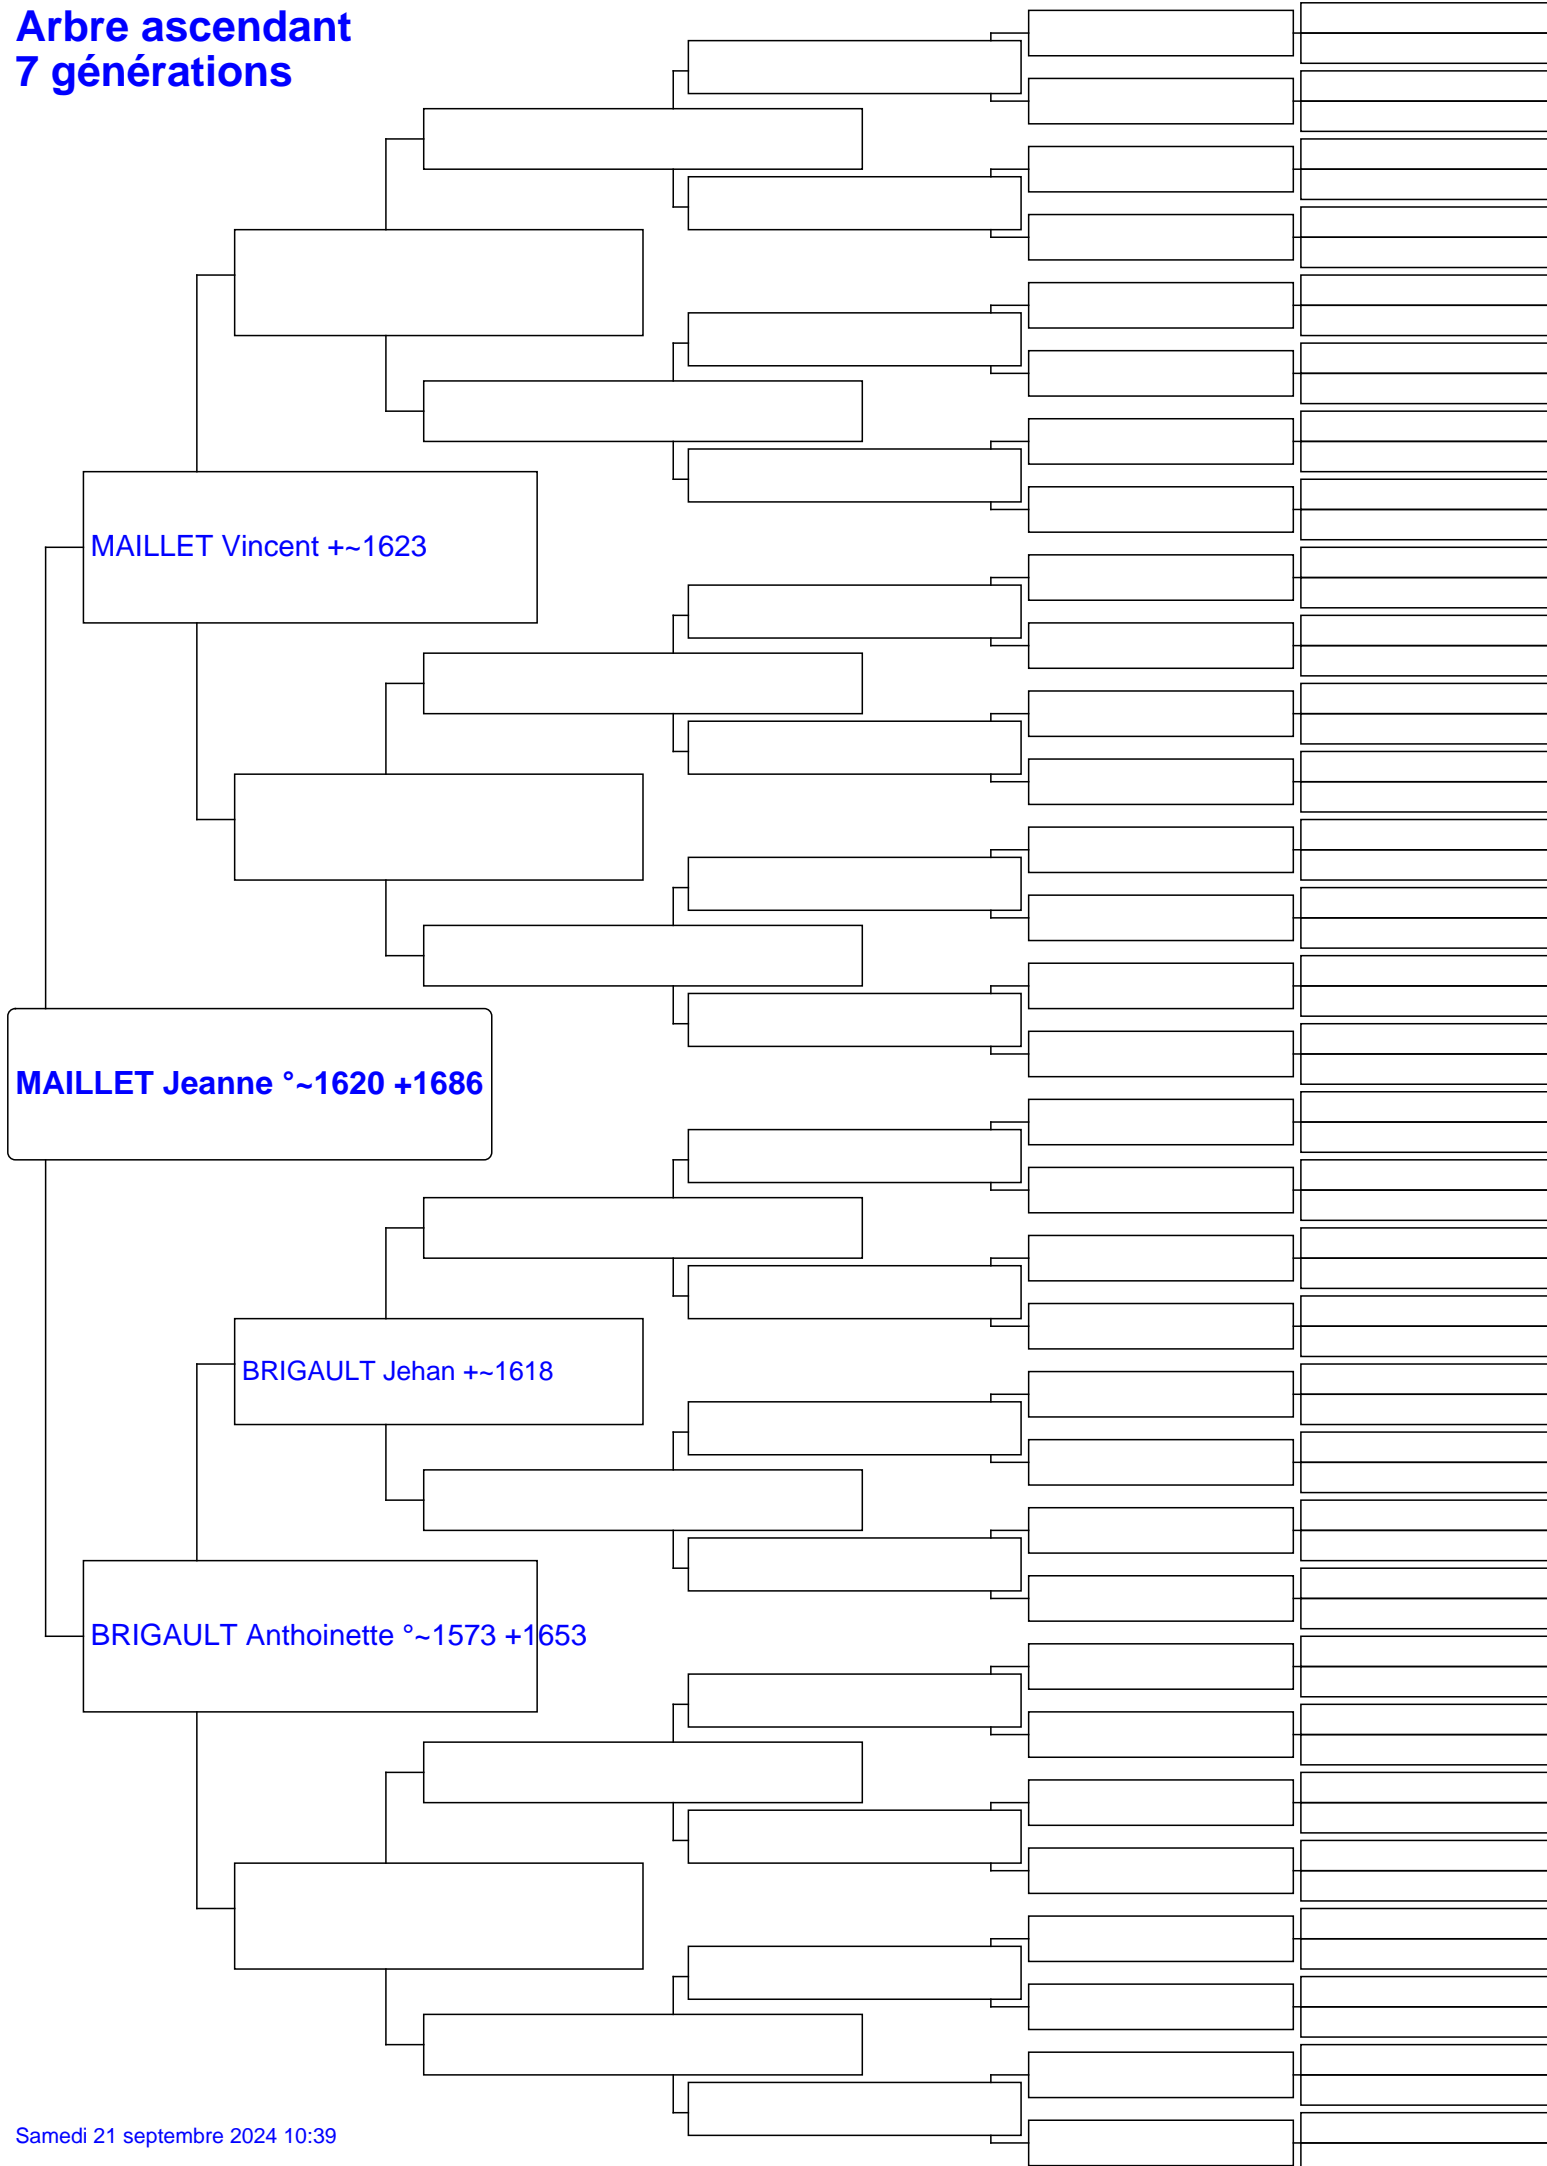 Arbre ascendant
7 générations
MAILLET Vincent +~1623
MAILLET Jeanne °~1620 +1686
BRIGAULT Jehan +~1618
BRIGAULT Anthoinette °~1573 +1653
Samedi 21 septembre 2024 10:39